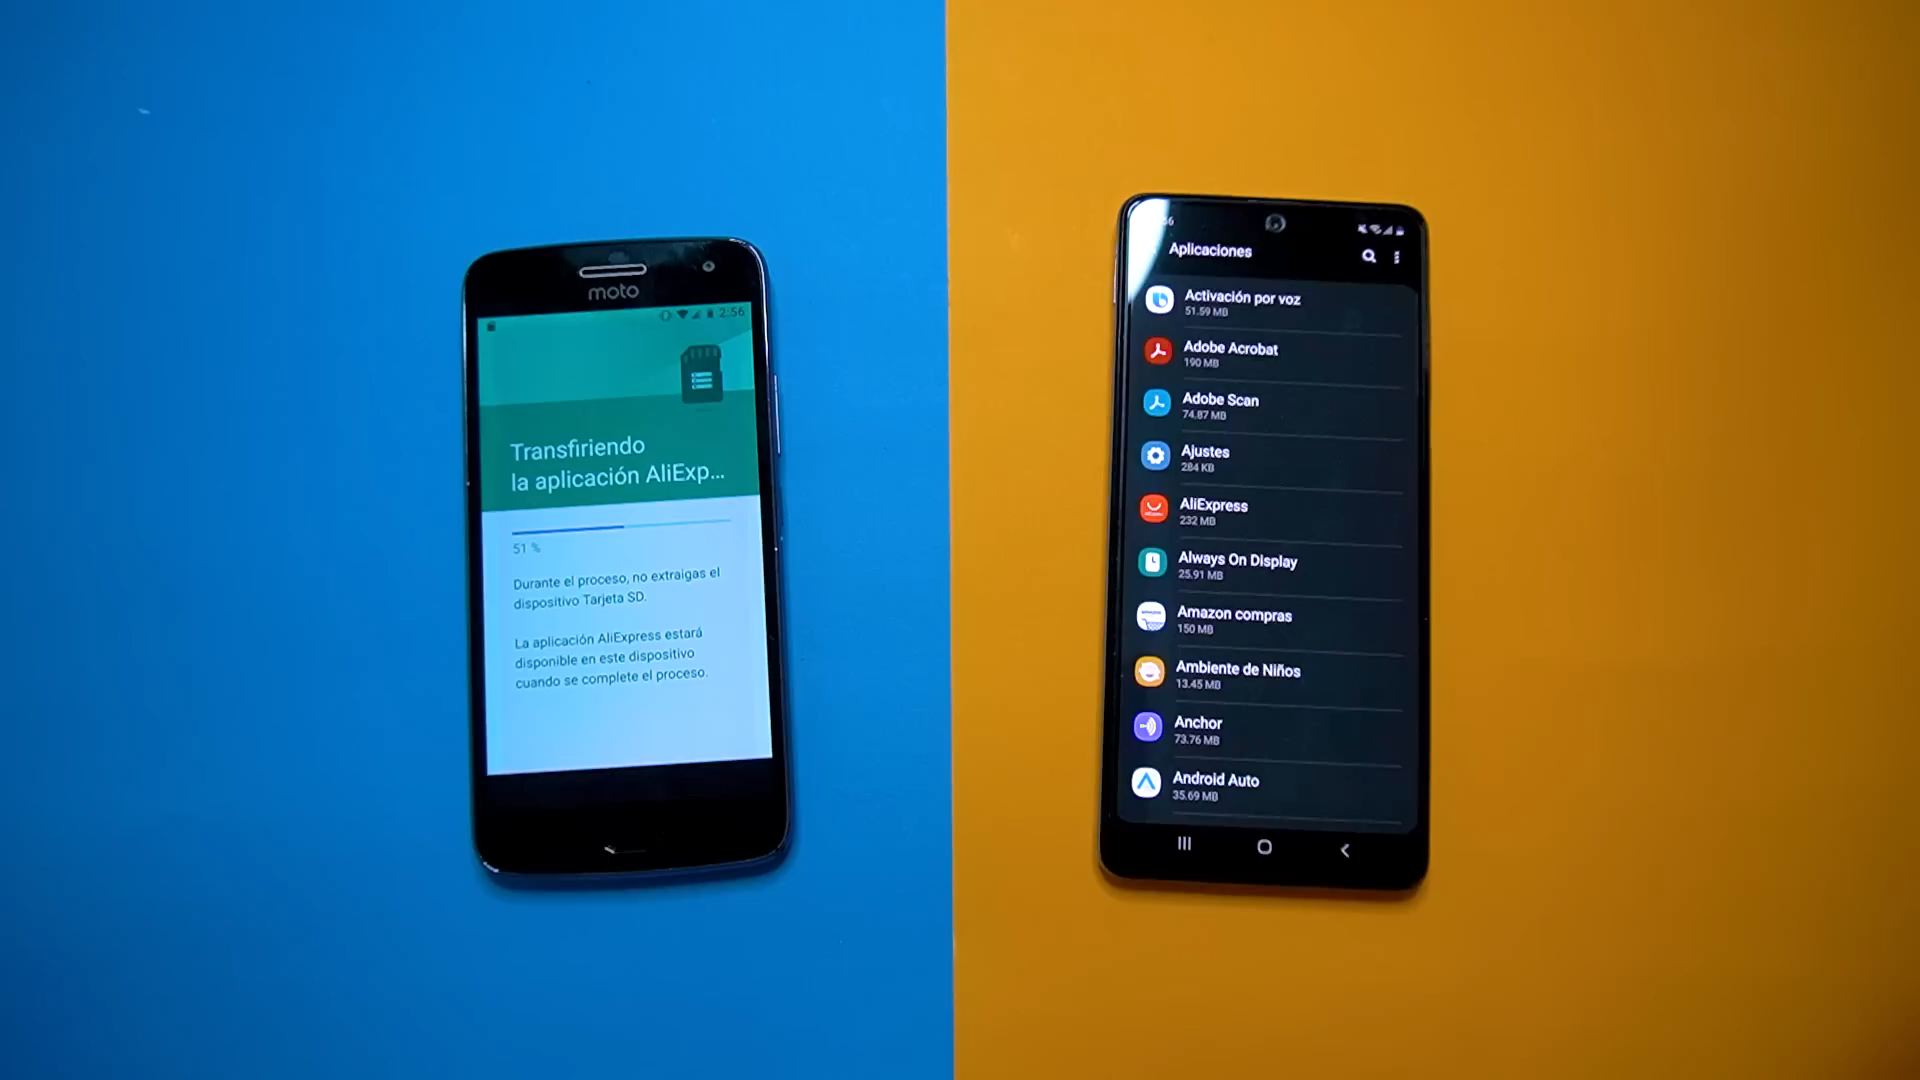 moto
2:56
Transfiriendo
la aplicación AliExp...
51 %
Durante el proceso, no extraigas el
dispositivo Tarjeta SD.
La aplicación AliExpress estará
disponible en este dispositivo
cuando se complete el proceso.
Aplicaciones
Activación por voz
51.59 MB
Adobe Acrobat
190 MB
Adobe Scan
74.87 MB
Ajustes
284 KB
AliExpress
232 MB
Always On Display
25.91 MB
Amazon compras
150 MB
Ambiente de Niños
13.45 MB
Anchor
73.76 MB
Android Auto
35.69 MB